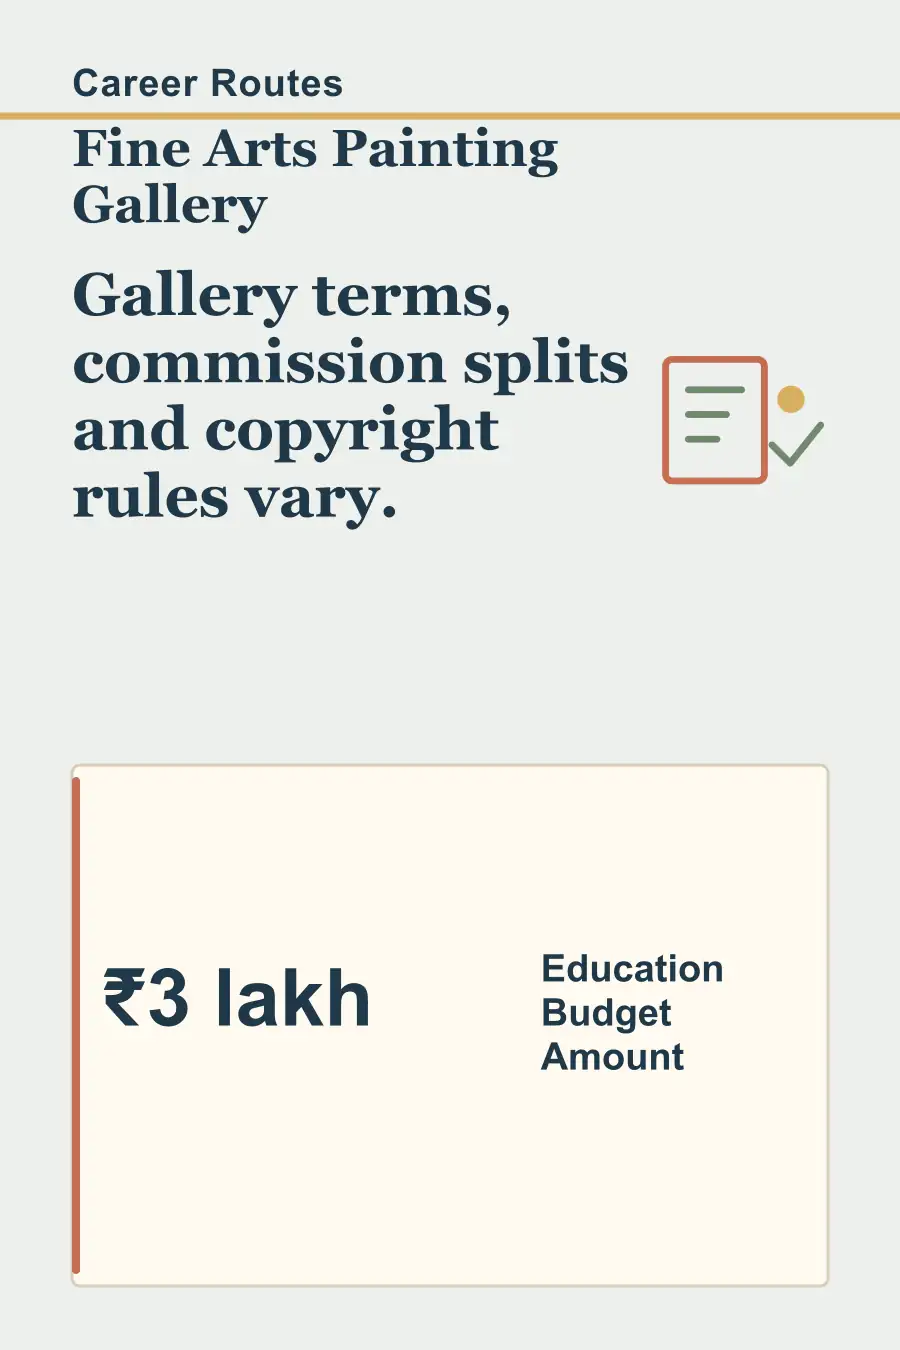 Career Routes
Fine Arts Painting
Gallery
Gallery terms,
commission splits
and copyright
rules vary.
₹3 lakh
Education
Budget
Amount